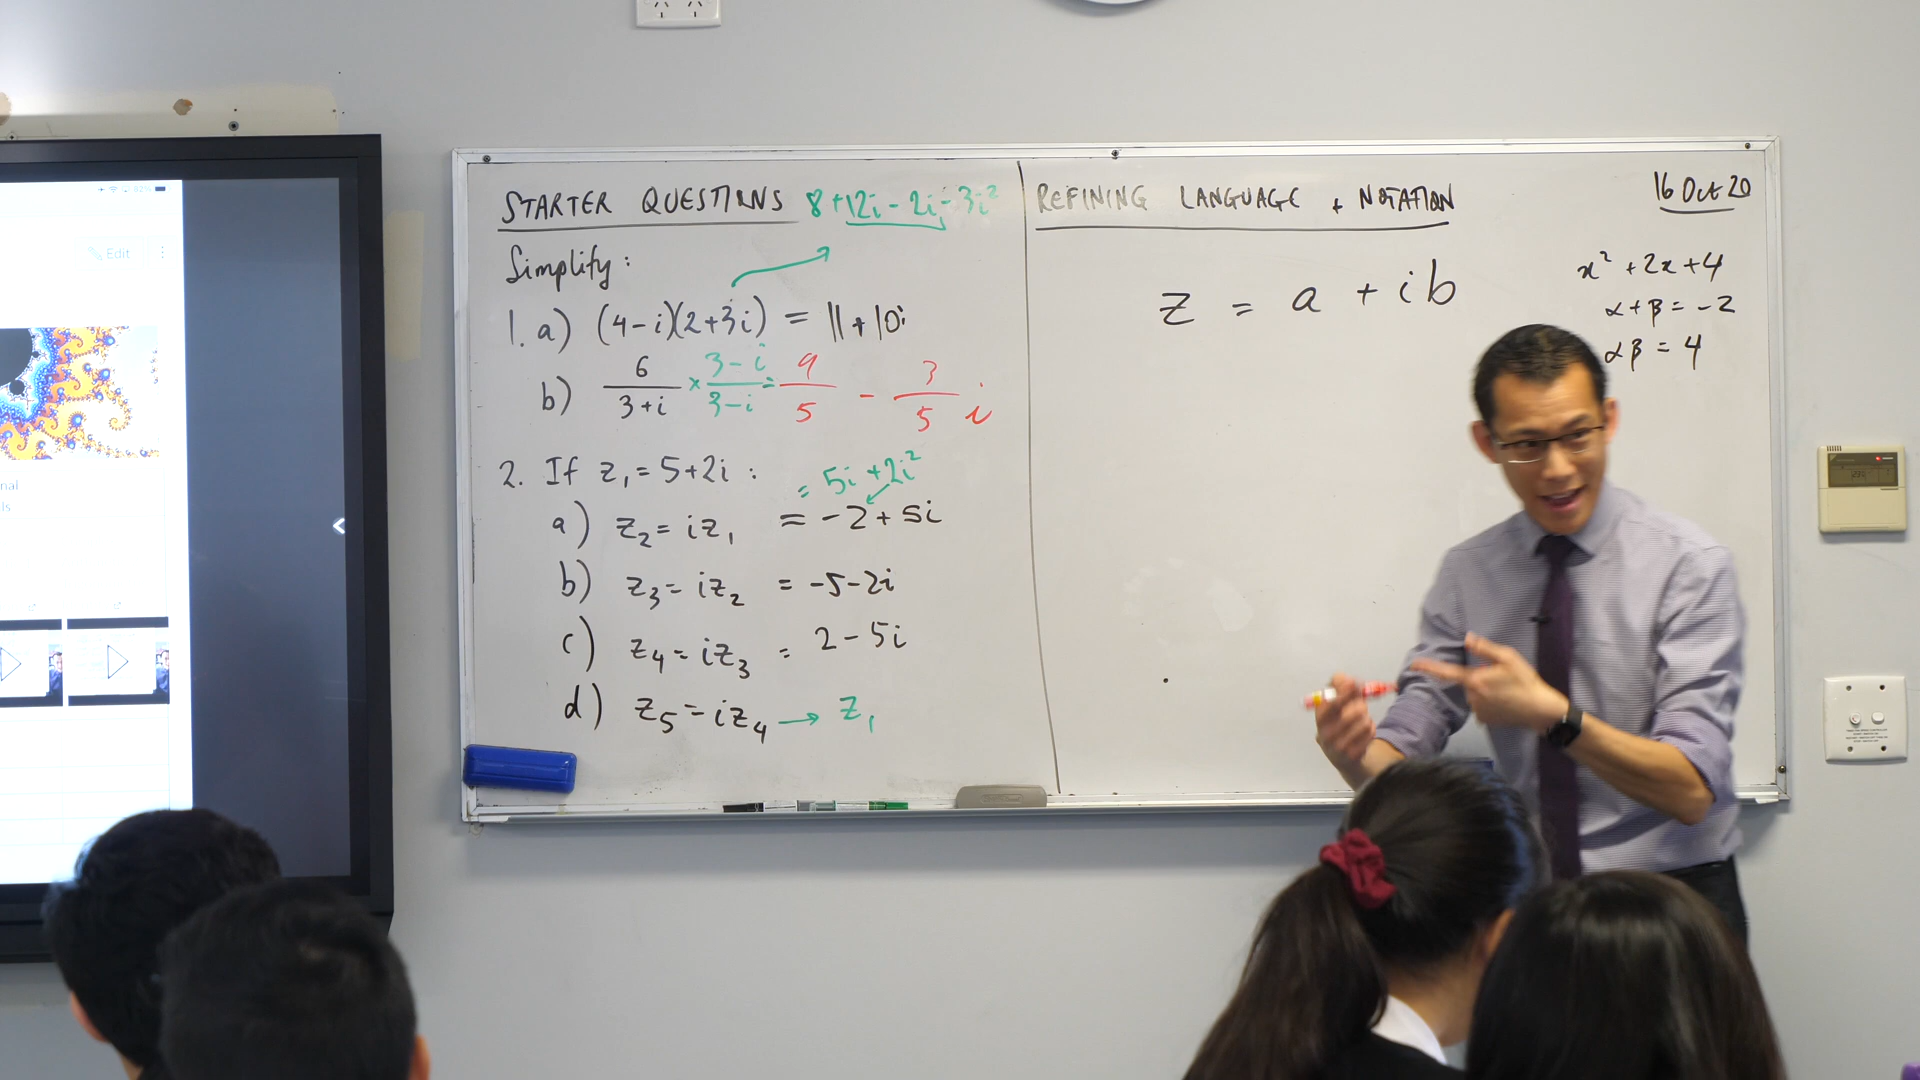 Edit
nal
ls
STARTER QUESTIONS 8+12i-2i-3i²
Simplify:
1. a) (4-i)(2+3i) = 11+10i
b) 6/(3+i) × (3-i)/(3-i) = 9/5 - 3/5 i
2. If z₁=5+2i :
= 5i+2i²
a) z₂=iz₁ = -2+5i
b) z₃=iz₂ = -5-2i
c) z₄=iz₃ = 2-5i
d) z₅=iz₄ → z₁
REFINING LANGUAGE + NOTATION
16 Oct 20
z = a + ib
x²+2x+4
α+β=-2
αβ=4